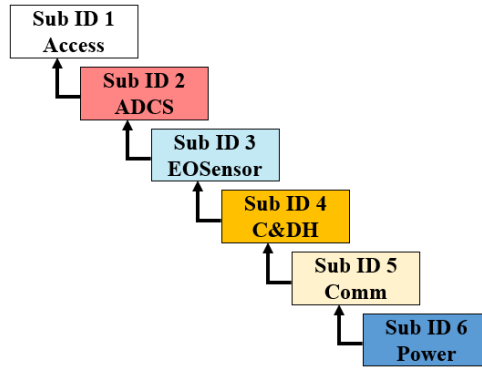 Sub ID 1
Access
Sub ID 2
ADCS
Sub ID 3
EOSensor
Sub ID 4
C&DH
Sub ID 5
Comm
Sub ID 6
Power